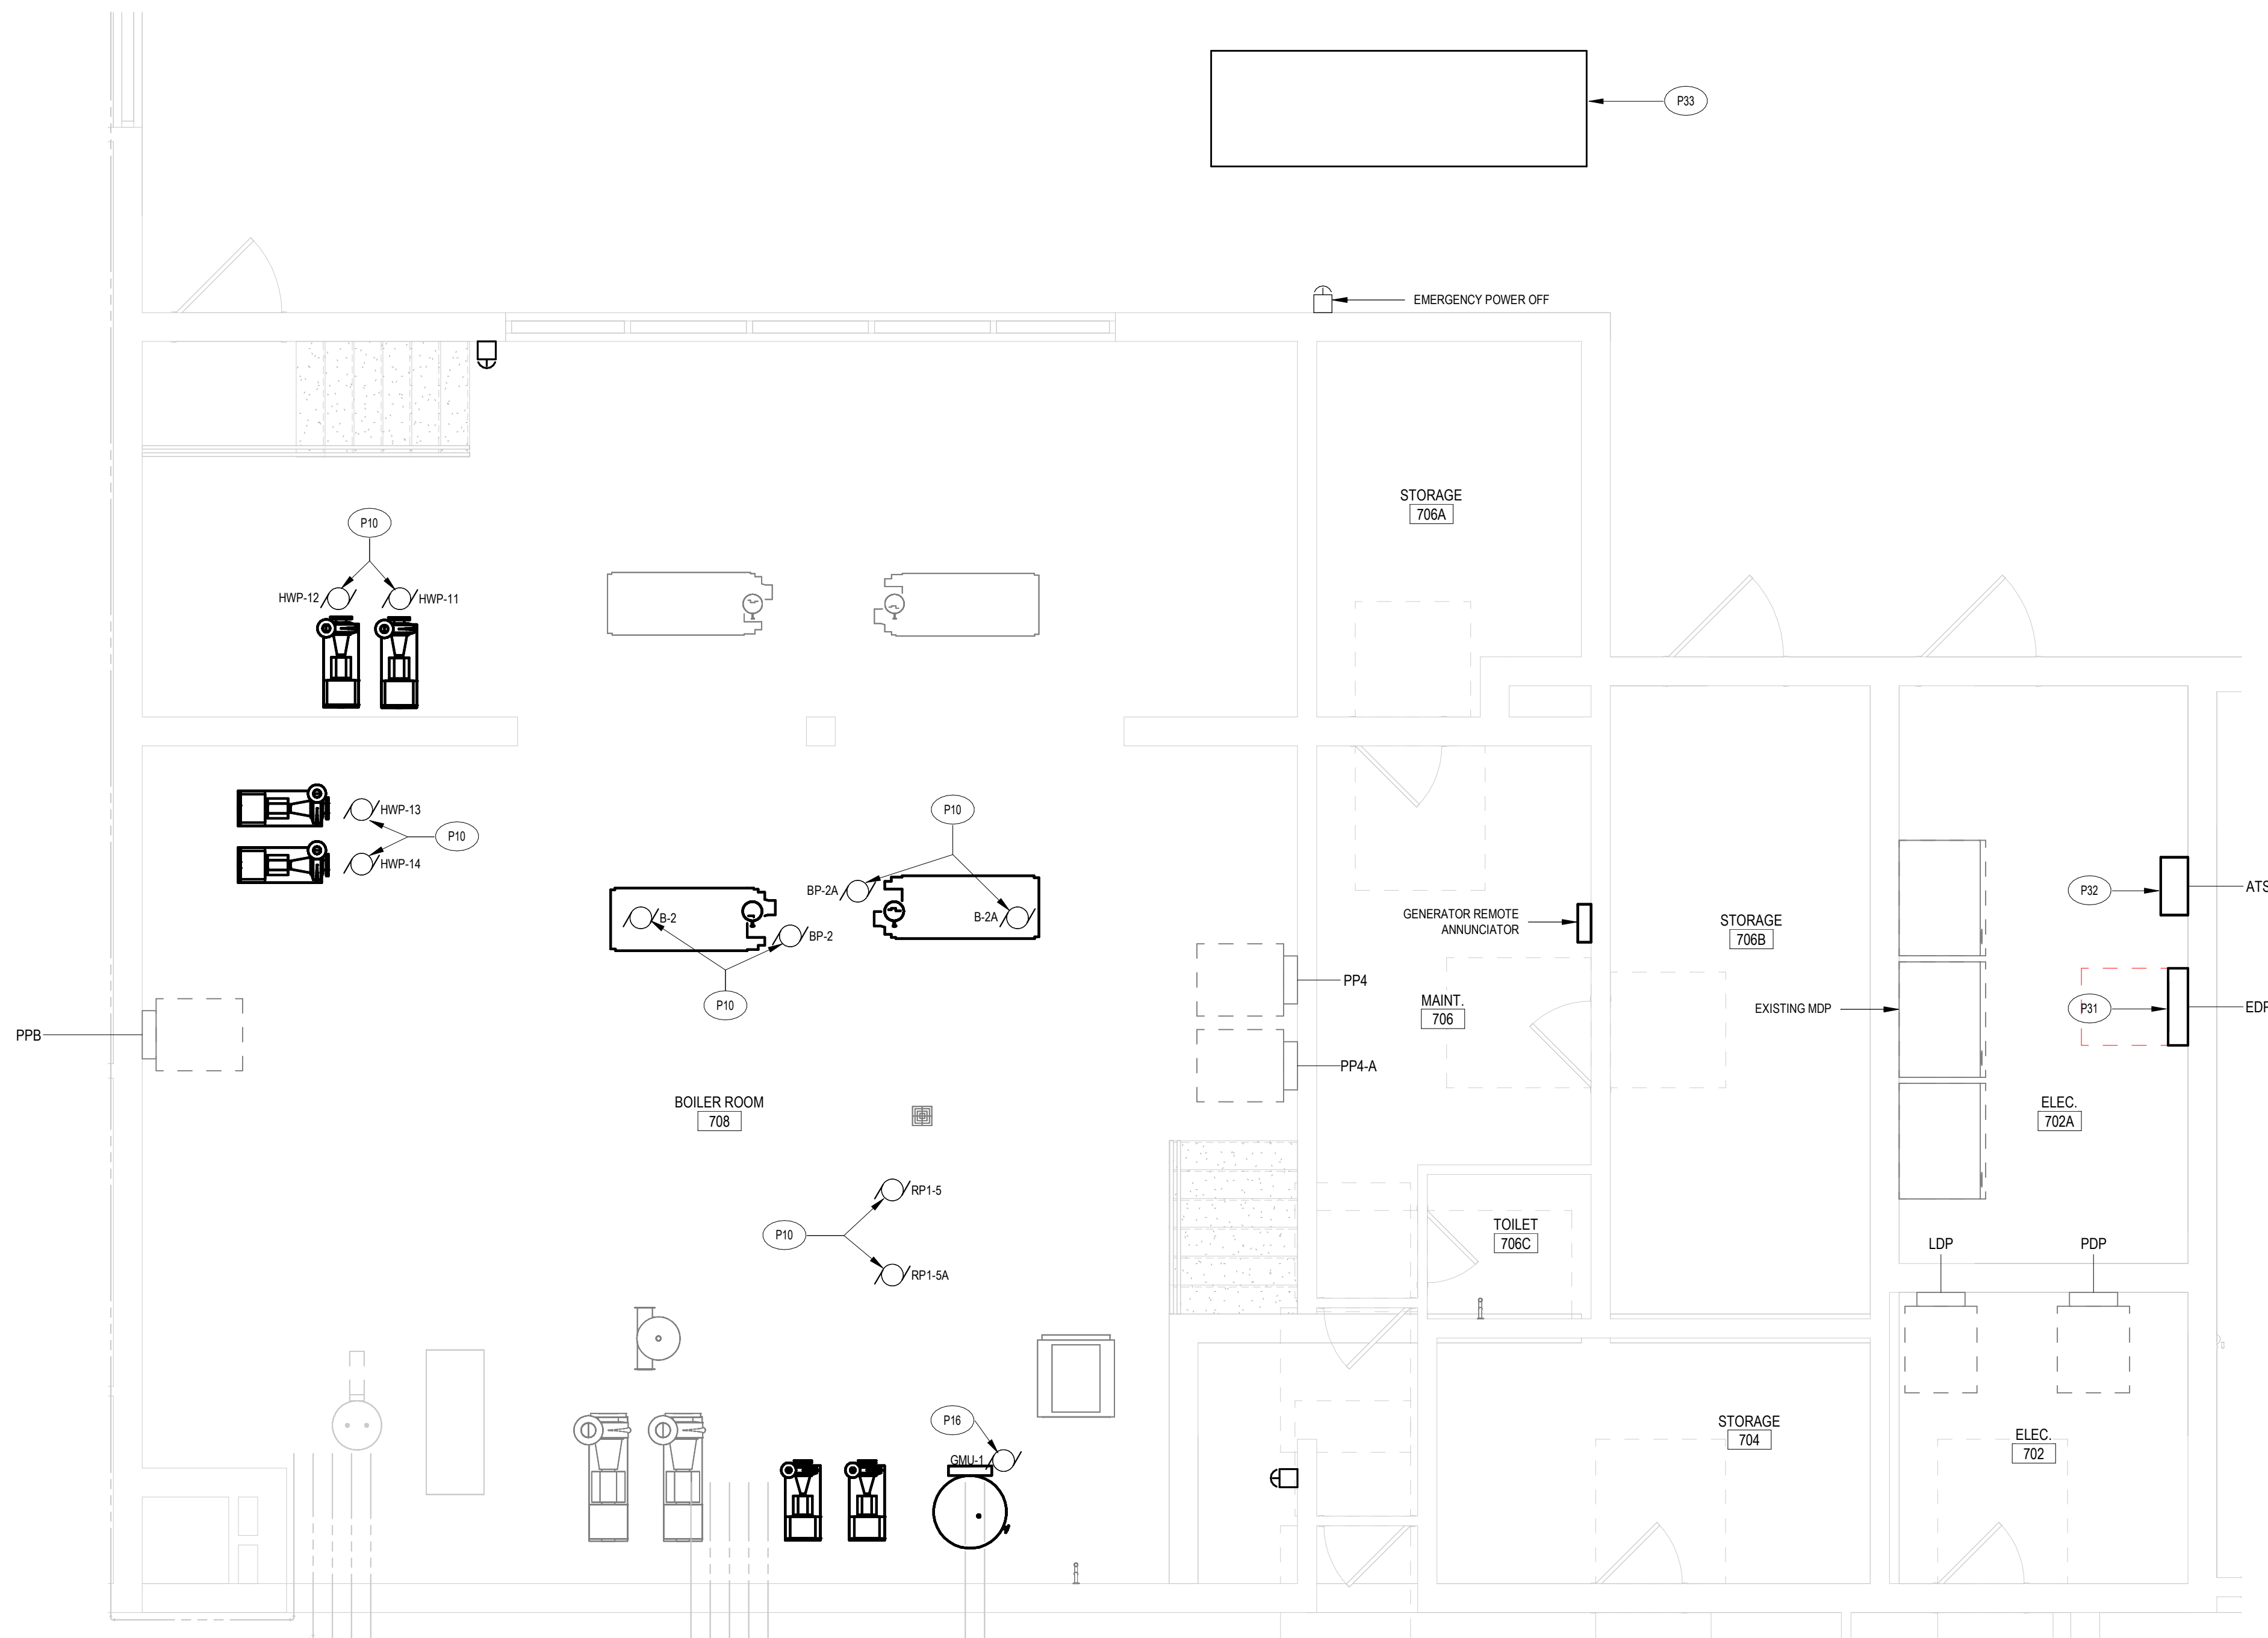 P33
EMERGENCY POWER OFF
STORAGE
706A
P10
HWP-12
HWP-11
HWP-13
P10
HWP-14
P10
BP-2A
B-2A
B-2
BP-2
P10
GENERATOR REMOTE
ANNUNCIATOR
STORAGE
706B
P32
ATS
PP4
MAINT.
706
EXISTING MDP
P31
EDP
PPB
PP4-A
BOILER ROOM
708
ELEC.
702A
RP1-5
P10
RP1-5A
TOILET
706C
LDP
PDP
P16
GMU-1
STORAGE
704
ELEC.
702